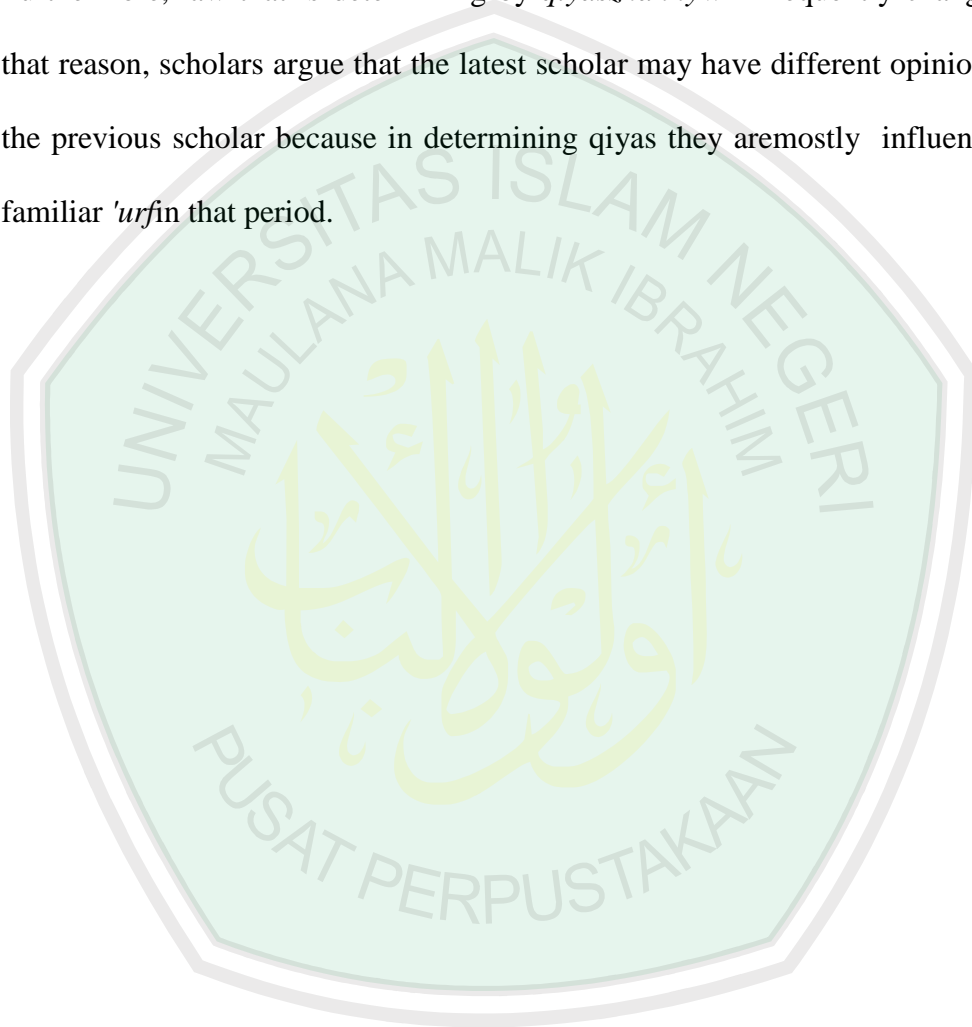 that reason, scholars argue that the latest scholar may have different opinio
the previous scholar because in determining qiyas they aremostly influen
familiar 'urfin that period.
UNIVERSITAS ISLAM NEGERI
MAULANA MALIK IBRAHIM
PUSAT PERPUSTAKAAN